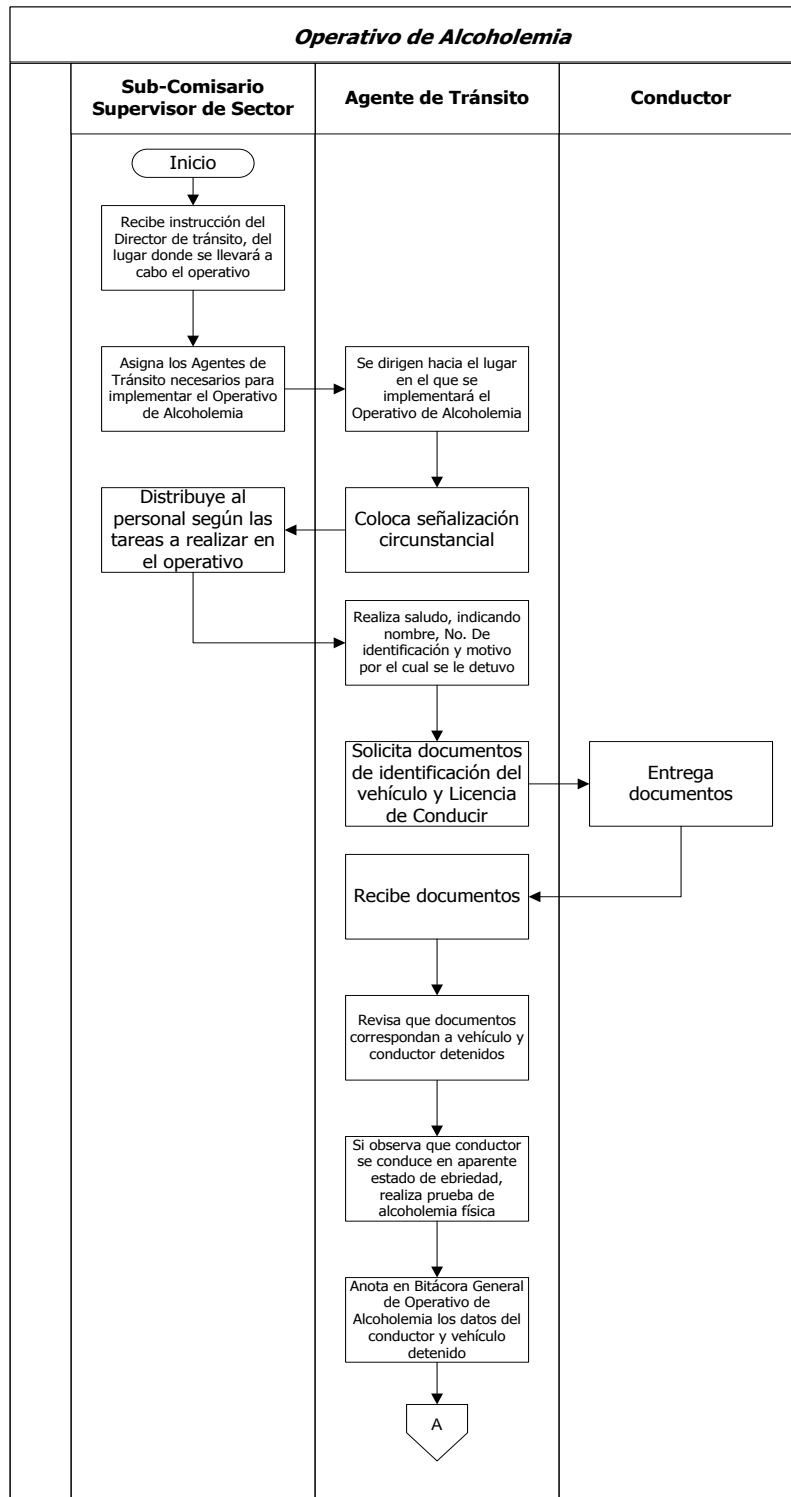 Operativo de Alcoholemia
Sub-Comisario
Supervisor de Sector
Agente de Tránsito
Conductor
Inicio
Recibe instrucción del
Director de tránsito, del
lugar donde se llevará a
cabo el operativo
Asigna los Agentes de
Tránsito necesarios para
implementar el Operativo
de Alcoholemia
Se dirigen hacia el lugar
en el que se
implementará el
Operativo de Alcoholemia
Coloca señalización
circunstancial
Distribuye al
personal según las
tareas a realizar en
el operativo
Realiza saludo, indicando
nombre, No. De
identificación y motivo
por el cual se le detuvo
Solicita documentos
de identificación del
vehículo y Licencia
de Conducir
Entrega
documentos
Recibe documentos
Revisa que documentos
correspondan a vehículo y
conductor detenidos
Si observa que conductor
se conduce en aparente
estado de ebriedad,
realiza prueba de
alcoholemia física
Anota en Bitácora General
de Operativo de
Alcoholemia los datos del
conductor y vehículo
detenido
A